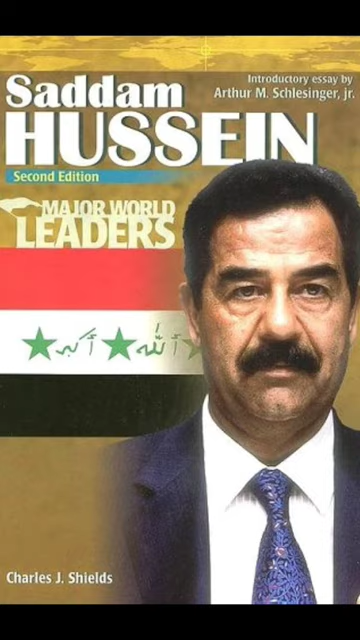 Introductory essay by
Arthur M. Schlesinger, jr.
Saddam
HUSSEIN
Second Edition
MAJOR WORLD
LEADERS
الله أكبر
Charles J. Shields